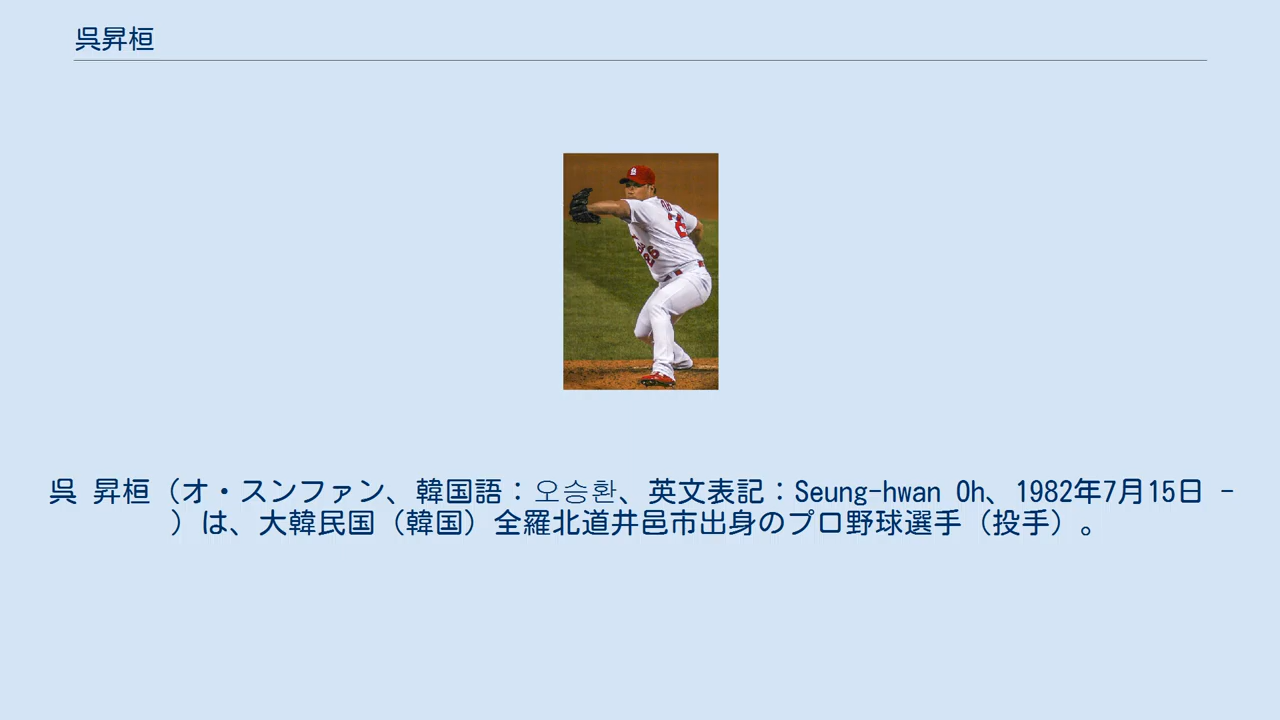 呉昇桓
26
呉 昇桓（オ・スンファン、韓国語：오승환、英文表記：Seung-hwan Oh、1982年7月15日 -
）は、大韓民国（韓国）全羅北道井邑市出身のプロ野球選手（投手）。